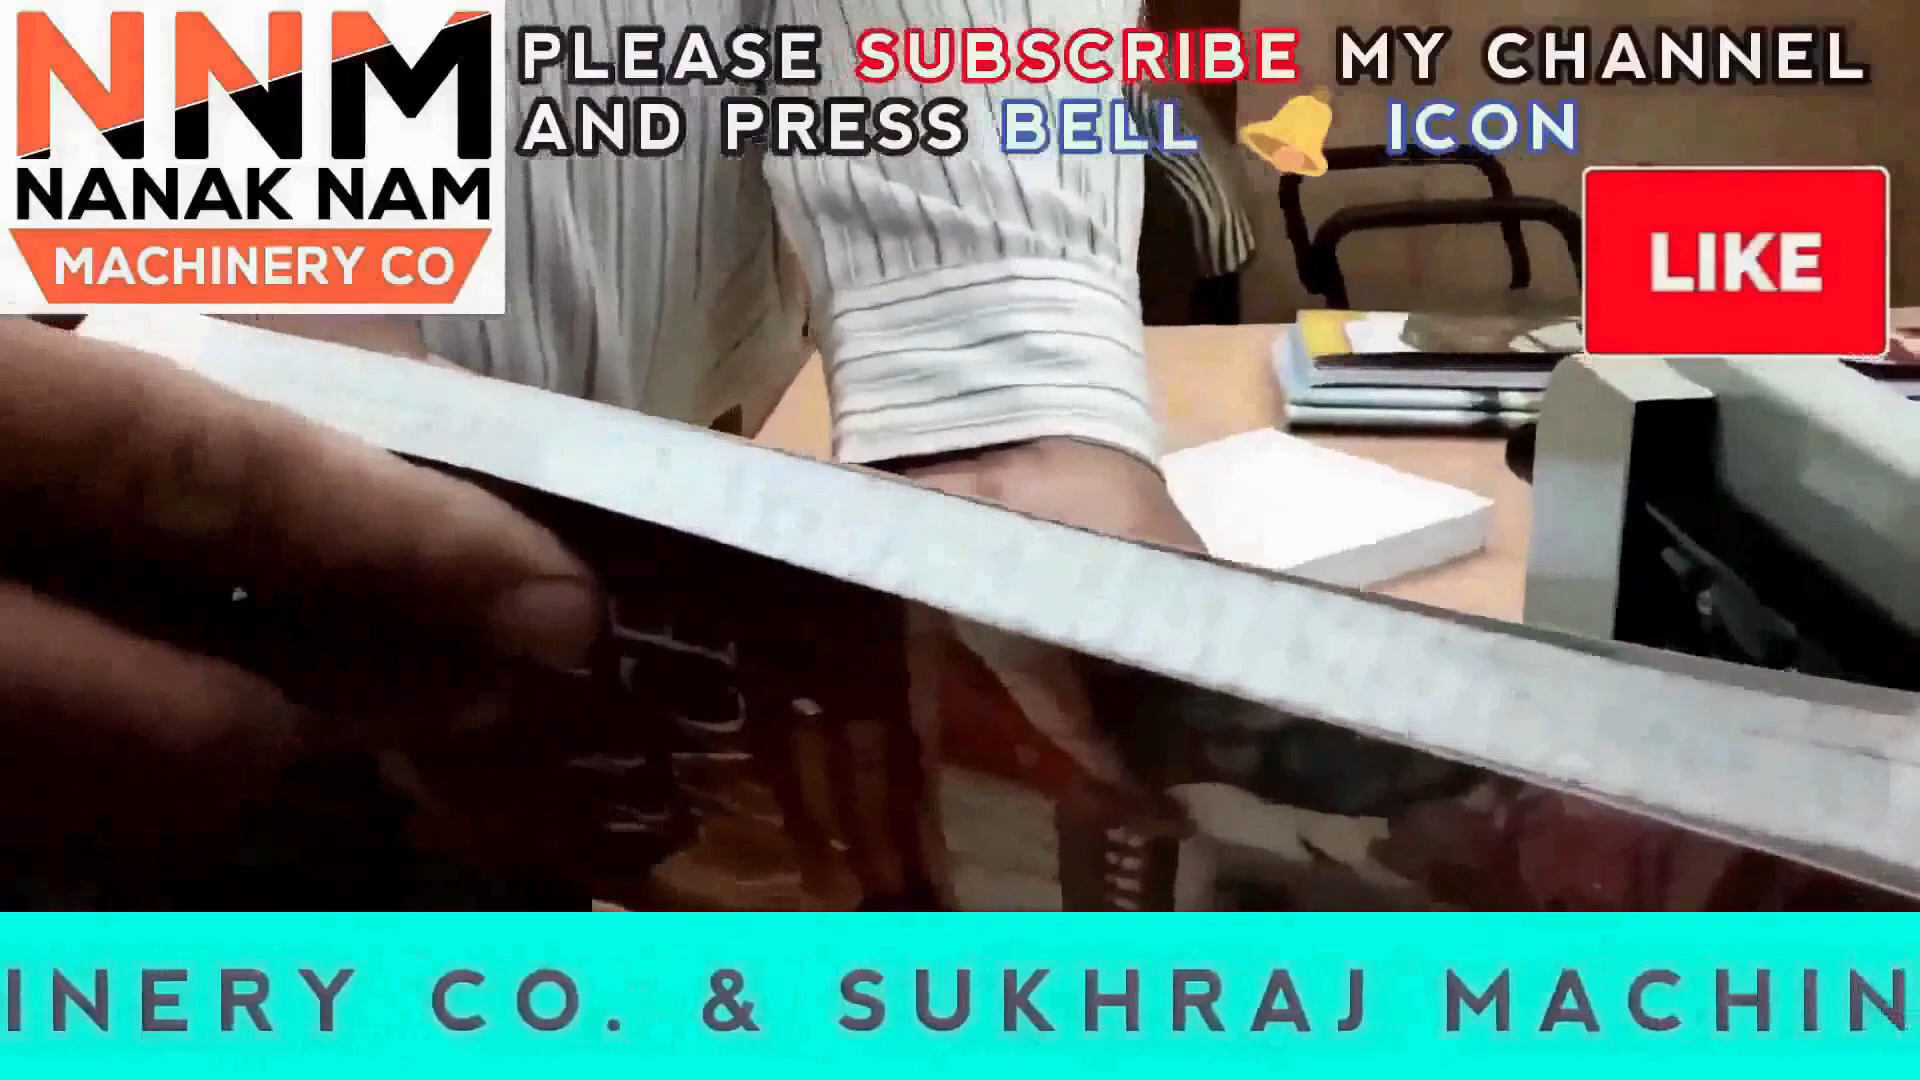 NNM
NANAK NAM
MACHINERY CO
PLEASE SUBSCRIBE MY CHANNEL
AND PRESS BELL 🔔 ICON
LIKE
INERY CO. & SUKHRAJ MACHIN